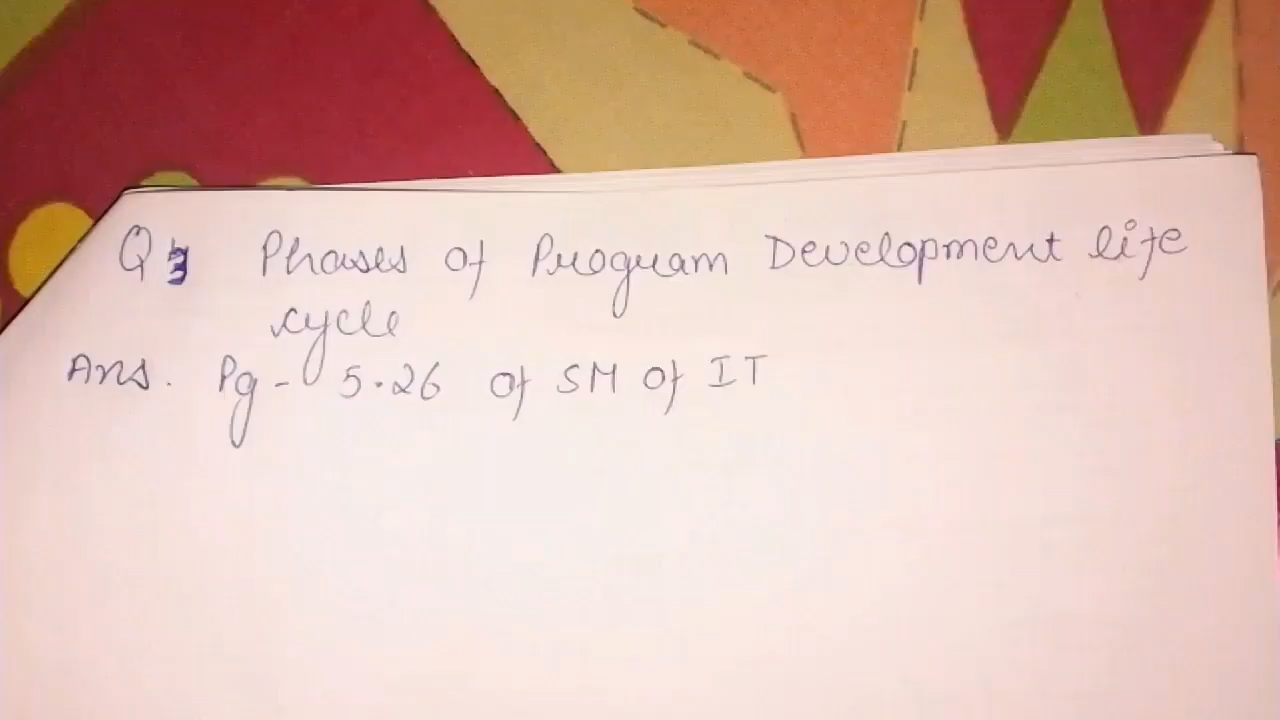 Q3 Phases of Program Development life
cycle
Ans. Pg - 5.26 of SM of IT